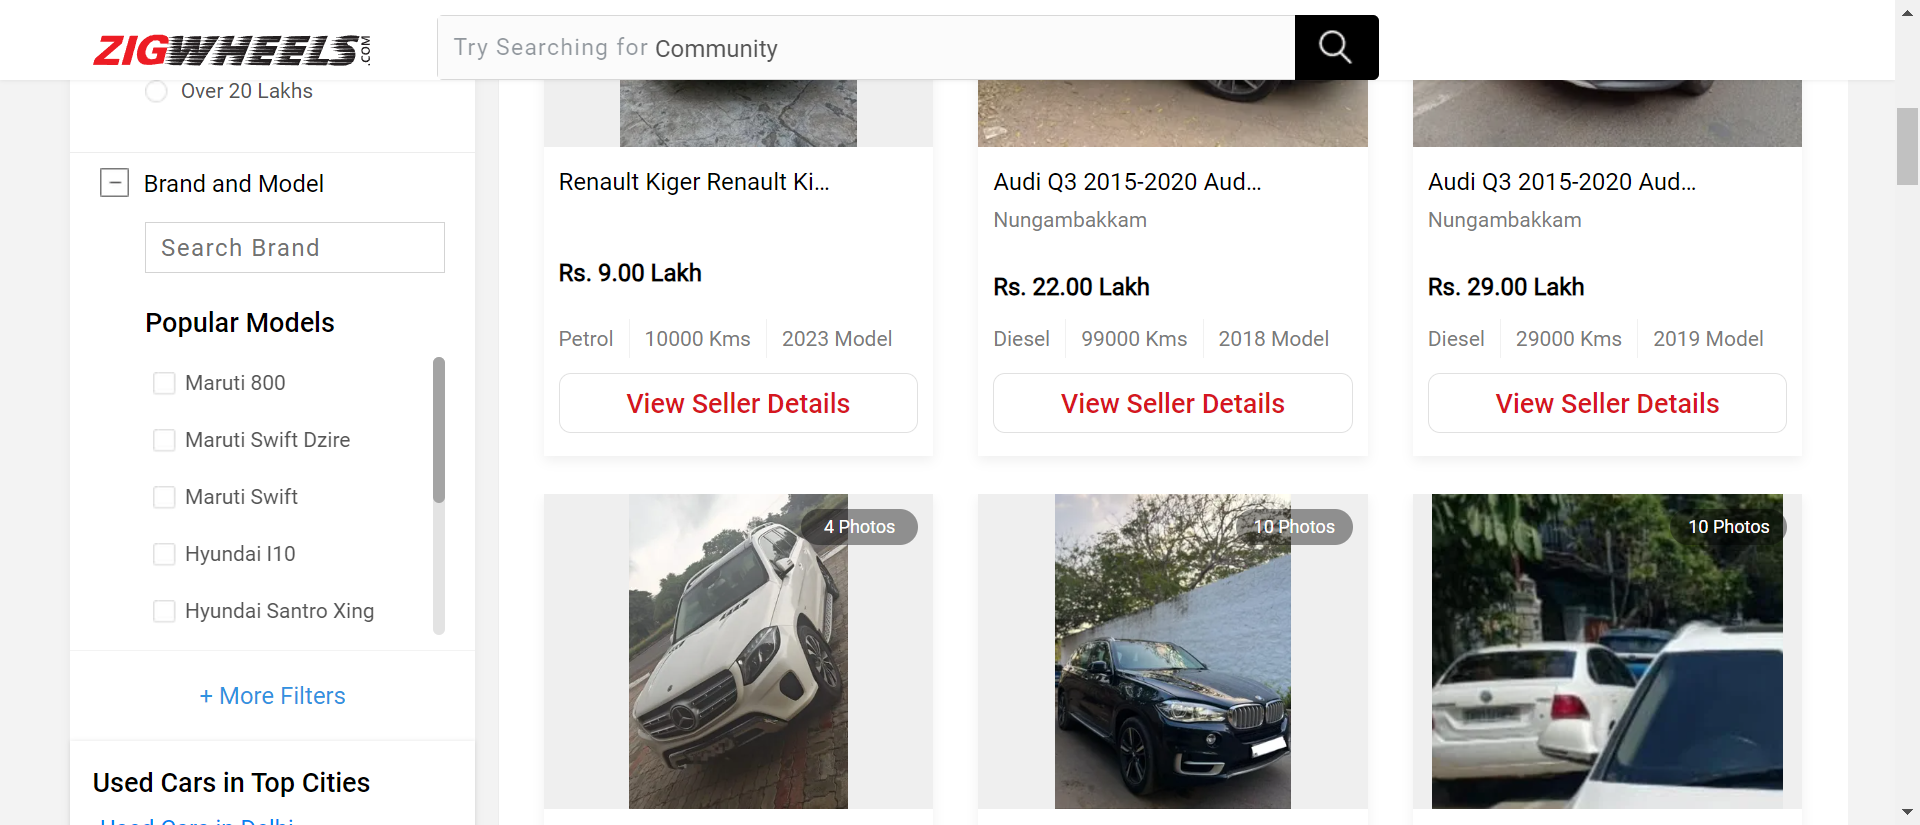 ZIGWHEELS.COM
Try Searching for Community
Over 20 Lakhs
Brand and Model
Search Brand
Popular Models
Maruti 800
Maruti Swift Dzire
Maruti Swift
Hyundai I10
Hyundai Santro Xing
+ More Filters
Used Cars in Top Cities
Used Cars in Delhi
Renault Kiger Renault Ki...
Rs. 9.00 Lakh
Petrol 10000 Kms 2023 Model
View Seller Details
Audi Q3 2015-2020 Aud...
Nungambakkam
Rs. 22.00 Lakh
Diesel 99000 Kms 2018 Model
View Seller Details
Audi Q3 2015-2020 Aud...
Nungambakkam
Rs. 29.00 Lakh
Diesel 29000 Kms 2019 Model
View Seller Details
4 Photos
10 Photos
10 Photos